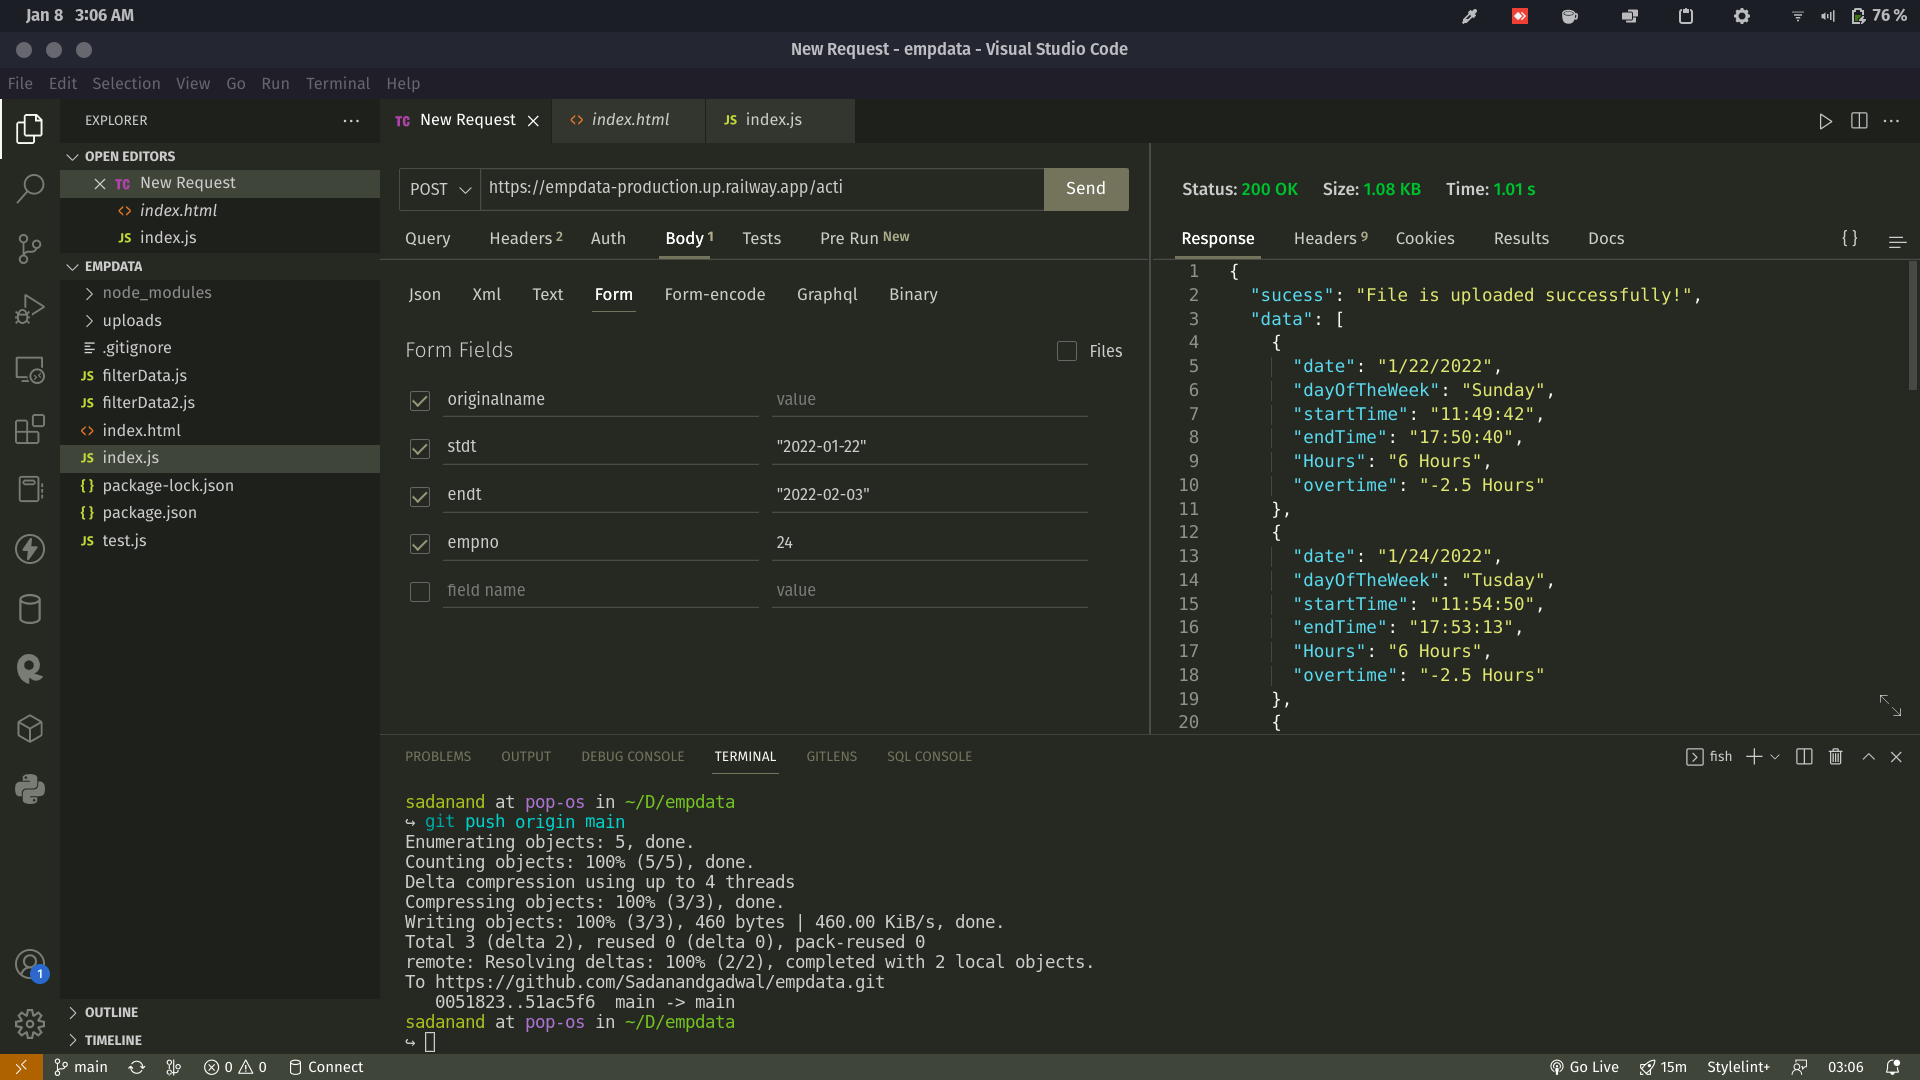 Jan 8 3:06 AM
76 %
New Request - empdata - Visual Studio Code
File Edit Selection View Go Run Terminal Help
EXPLORER
OPEN EDITORS
TC New Request
index.html
JS index.js
EMPDATA
node_modules
uploads
.gitignore
JS filterData.js
JS filterData2.js
index.html
JS index.js
{} package-lock.json
{} package.json
JS test.js
OUTLINE
TIMELINE
TC New Request
<> index.html
JS index.js
POST https://empdata-production.up.railway.app/acti Send
Query Headers 2 Auth Body 1 Tests Pre Run New
Json Xml Text Form Form-encode Graphql Binary
Form Fields Files
originalname value
stdt "2022-01-22"
endt "2022-02-03"
empno 24
field name value
Status: 200 OK Size: 1.08 KB Time: 1.01 s
Response Headers 9 Cookies Results Docs {}
1 {
2 "sucess": "File is uploaded successfully!",
3 "data": [
4 {
5 "date": "1/22/2022",
6 "dayOfTheWeek": "Sunday",
7 "startTime": "11:49:42",
8 "endTime": "17:50:40",
9 "Hours": "6 Hours",
10 "overtime": "-2.5 Hours"
11 },
12 {
13 "date": "1/24/2022",
14 "dayOfTheWeek": "Tusday",
15 "startTime": "11:54:50",
16 "endTime": "17:53:13",
17 "Hours": "6 Hours",
18 "overtime": "-2.5 Hours"
19 },
20 {
PROBLEMS OUTPUT DEBUG CONSOLE TERMINAL GITLENS SQL CONSOLE
fish
sadanand at pop-os in ~/D/empdata
↪ git push origin main
Enumerating objects: 5, done.
Counting objects: 100% (5/5), done.
Delta compression using up to 4 threads
Compressing objects: 100% (3/3), done.
Writing objects: 100% (3/3), 460 bytes | 460.00 KiB/s, done.
Total 3 (delta 2), reused 0 (delta 0), pack-reused 0
remote: Resolving deltas: 100% (2/2), completed with 2 local objects.
To https://github.com/Sadanandgadwal/empdata.git
0051823..51ac5f6 main -> main
sadanand at pop-os in ~/D/empdata
↪
1
main 0 0 Connect
Go Live 15m Stylelint+ 03:06